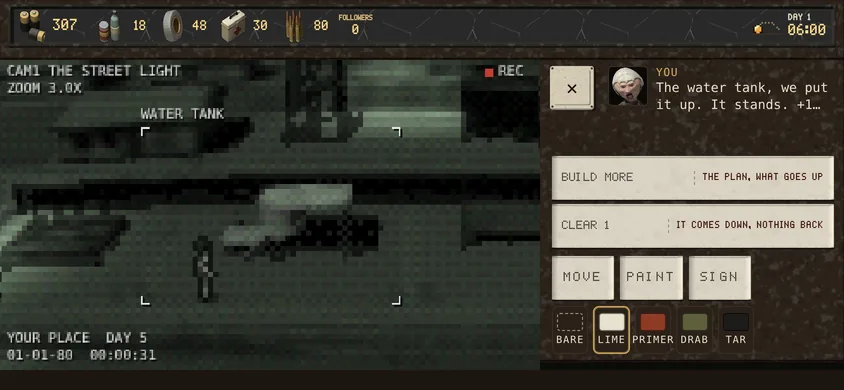 307 18 48 30 80 FOLLOWERS 0 DAY 1 06:00
CAM1 THE STREET LIGHT
ZOOM 3.0X
REC
WATER TANK
YOUR PLACE DAY 5
01-01-80 00:00:31
×
YOU
The water tank, we put
it up. It stands. +1…
BUILD MORE THE PLAN, WHAT GOES UP
CLEAR 1 IT COMES DOWN, NOTHING BACK
MOVE PAINT SIGN
BARE LIME PRIMER DRAB TAR